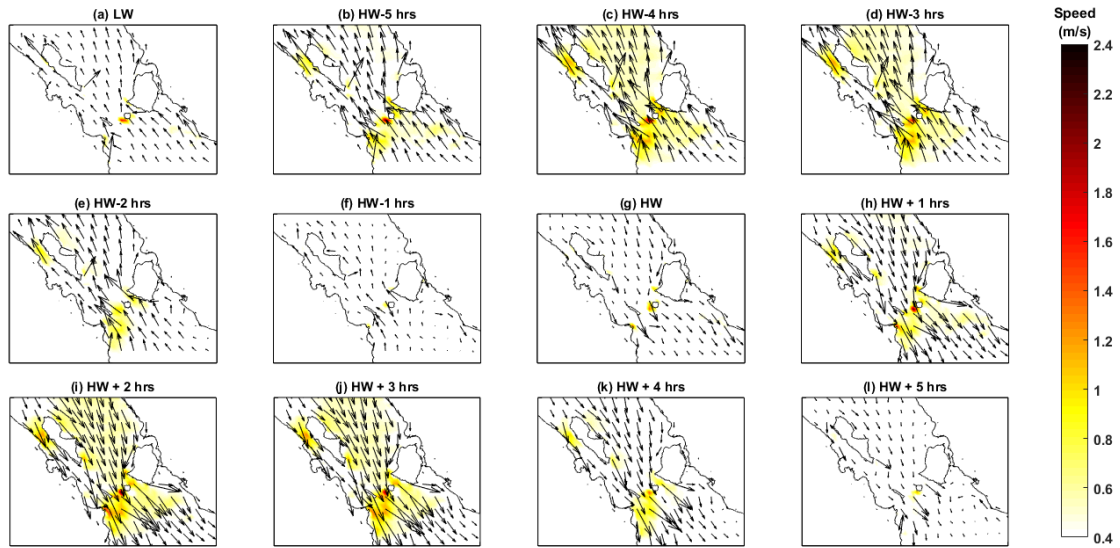 (a) LW
(b) HW-5 hrs
(c) HW-4 hrs
(d) HW-3 hrs
Speed
(m/s)
2.4
2.2
2
1.8
1.6
1.4
1.2
1
0.8
0.6
0.4
(e) HW-2 hrs
(f) HW-1 hrs
(g) HW
(h) HW + 1 hrs
(i) HW + 2 hrs
(j) HW + 3 hrs
(k) HW + 4 hrs
(l) HW + 5 hrs